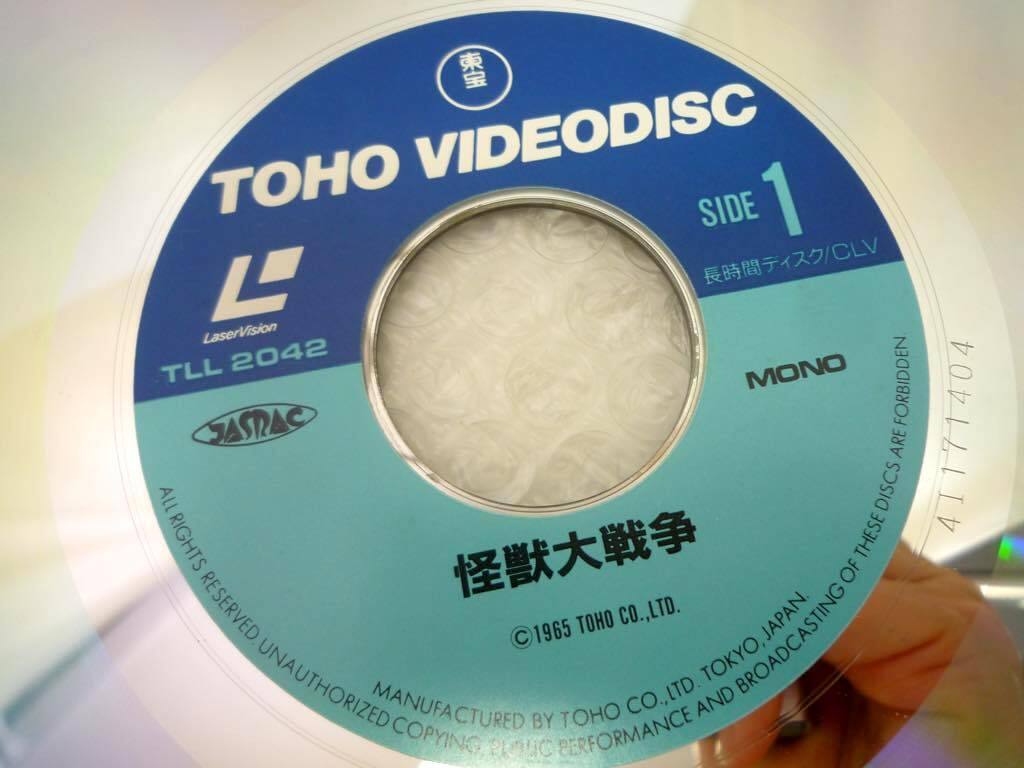 東宝
TOHO VIDEODISC
SIDE 1
長時間ディスク/CLV
LaserVision
TLL 2042
JASRAC
MONO
怪獣大戦争
©1965 TOHO CO.,LTD.
MANUFACTURED BY TOHO CO., LTD. TOKYO, JAPAN.
ALL RIGHTS RESERVED. UNAUTHORIZED COPYING, PUBLIC PERFORMANCE AND BROADCASTING OF THESE DISCS ARE FORBIDDEN.
41171404